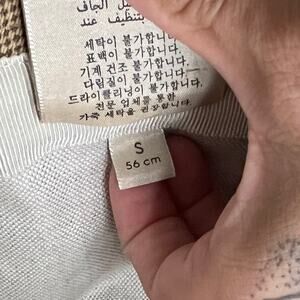 بتنظيف عند
세탁이 불가합니다.
표백이 불가합니다.
기계 건조 불가합니다.
다림질이 불가합니다.
드라이클리닝이 가능합니다.
전문 업체를 통한
가죽 세탁을 권장합니다.
S
56 cm